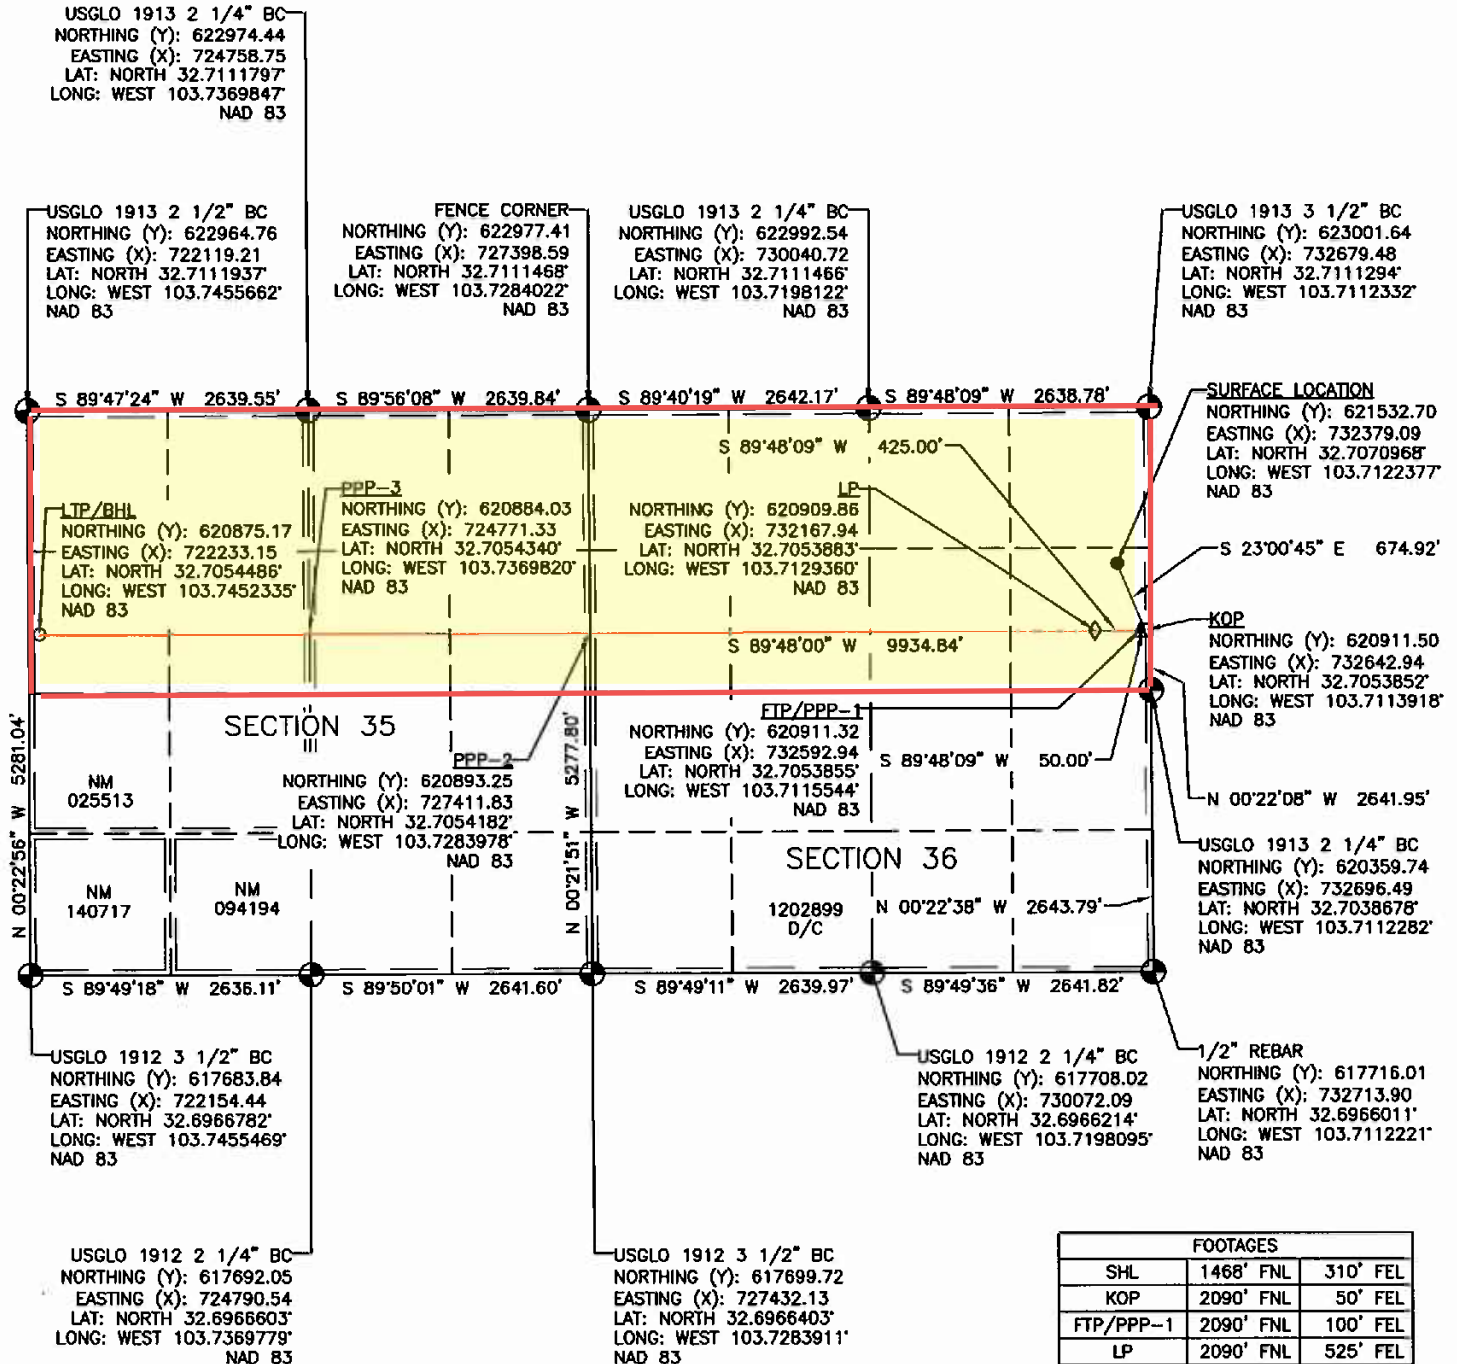 USGLO 1913 2 1/4" BC
NORTHING (Y): 622974.44
EASTING (X): 724758.75
LAT: NORTH 32.7111797°
LONG: WEST 103.7369847°
NAD 83
USGLO 1913 2 1/2" BC
NORTHING (Y): 622964.76
EASTING (X): 722119.21
LAT: NORTH 32.7111937°
LONG: WEST 103.7455662°
NAD 83
FENCE CORNER
NORTHING (Y): 622977.41
EASTING (X): 727398.59
LAT: NORTH 32.7111468°
LONG: WEST 103.7284022°
NAD 83
USGLO 1913 2 1/4" BC
NORTHING (Y): 622992.54
EASTING (X): 730040.72
LAT: NORTH 32.7111466°
LONG: WEST 103.7198122°
NAD 83
USGLO 1913 3 1/2" BC
NORTHING (Y): 623001.64
EASTING (X): 732679.48
LAT: NORTH 32.7111294°
LONG: WEST 103.7112332°
NAD 83
S 89°47'24" W 2639.55'
S 89°56'08" W 2639.84'
S 89°40'19" W 2642.17'
S 89°48'09" W 2638.78'
SURFACE LOCATION
NORTHING (Y): 621532.70
EASTING (X): 732379.09
LAT: NORTH 32.7070968°
LONG: WEST 103.7122377°
NAD 83
S 89°48'09" W 425.00'
LTP/BHL
NORTHING (Y): 620875.17
EASTING (X): 722233.15
LAT: NORTH 32.7054486°
LONG: WEST 103.7452335°
NAD 83
PPP-3
NORTHING (Y): 620884.03
EASTING (X): 724771.33
LAT: NORTH 32.7054340°
LONG: WEST 103.7369820°
NAD 83
LP
NORTHING (Y): 620909.86
EASTING (X): 732167.94
LAT: NORTH 32.7053883°
LONG: WEST 103.7129360°
NAD 83
S 23°00'45" E 674.92'
KOP
NORTHING (Y): 620911.50
EASTING (X): 732642.94
LAT: NORTH 32.7053852°
LONG: WEST 103.7113918°
NAD 83
S 89°48'00" W 9934.84'
SECTION 35
N 00°22'56" W 5281.04'
NM
025513
PPP-2
NORTHING (Y): 620893.25
EASTING (X): 727411.83
LAT: NORTH 32.7054182°
LONG: WEST 103.7283978°
NAD 83
N 00°21'51" W 5277.80'
FTP/PPP-1
NORTHING (Y): 620911.32
EASTING (X): 732592.94
LAT: NORTH 32.7053855°
LONG: WEST 103.7115544°
NAD 83
S 89°48'09" W 50.00'
N 00°22'08" W 2641.95'
USGLO 1913 2 1/4" BC
NORTHING (Y): 620359.74
EASTING (X): 732696.49
LAT: NORTH 32.7038678°
LONG: WEST 103.7112282°
NAD 83
SECTION 36
NM
140717
NM
094194
1202899
D/C
N 00°22'38" W 2643.79'
S 89°49'18" W 2636.11'
S 89°50'01" W 2641.60'
S 89°49'11" W 2639.97'
S 89°49'36" W 2641.82'
USGLO 1912 3 1/2" BC
NORTHING (Y): 617683.84
EASTING (X): 722154.44
LAT: NORTH 32.6966782°
LONG: WEST 103.7455469°
NAD 83
USGLO 1912 2 1/4" BC
NORTHING (Y): 617708.02
EASTING (X): 730072.09
LAT: NORTH 32.6966214°
LONG: WEST 103.7198095°
NAD 83
1/2" REBAR
NORTHING (Y): 617716.01
EASTING (X): 732713.90
LAT: NORTH 32.6966011°
LONG: WEST 103.7112221°
NAD 83
USGLO 1912 2 1/4" BC
NORTHING (Y): 617692.05
EASTING (X): 724790.54
LAT: NORTH 32.6966603°
LONG: WEST 103.7369779°
NAD 83
USGLO 1912 3 1/2" BC
NORTHING (Y): 617699.72
EASTING (X): 727432.13
LAT: NORTH 32.6966403°
LONG: WEST 103.7283911°
NAD 83
FOOTAGES
SHL 1468' FNL 310' FEL
KOP 2090' FNL 50' FEL
FTP/PPP-1 2090' FNL 100' FEL
LP 2090' FNL 525' FEL